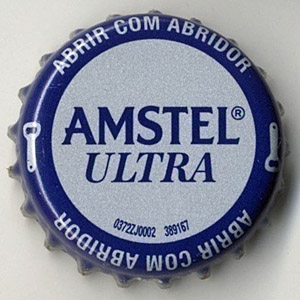 ABRIR COM ABRIDOR
AMSTEL®
ULTRA
0372ZJ0002 389167
ABRIR COM ABRIDOR